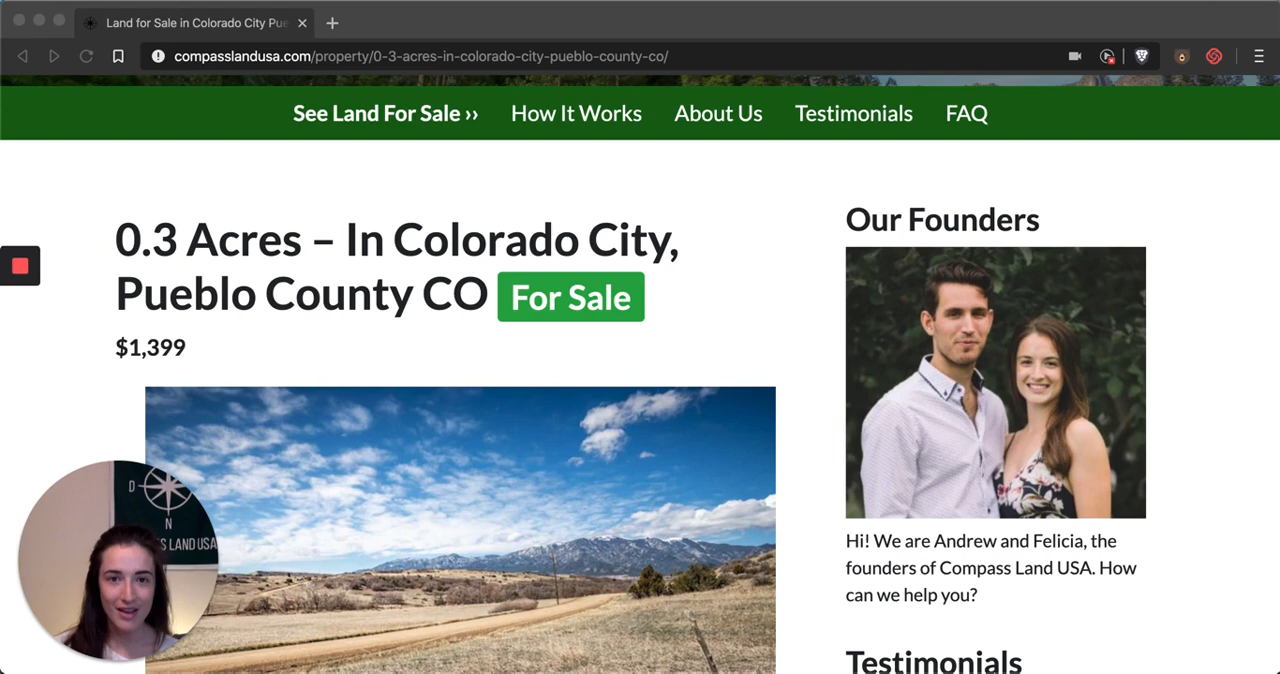 Land for Sale in Colorado City Pue
compasslandusa.com/property/0-3-acres-in-colorado-city-pueblo-county-co/
See Land For Sale ›› How It Works About Us Testimonials FAQ
0.3 Acres – In Colorado City,
Pueblo County CO For Sale
$1,399
Our Founders
Hi! We are Andrew and Felicia, the
founders of Compass Land USA. How
can we help you?
Testimonials
D
N
S LAND USA